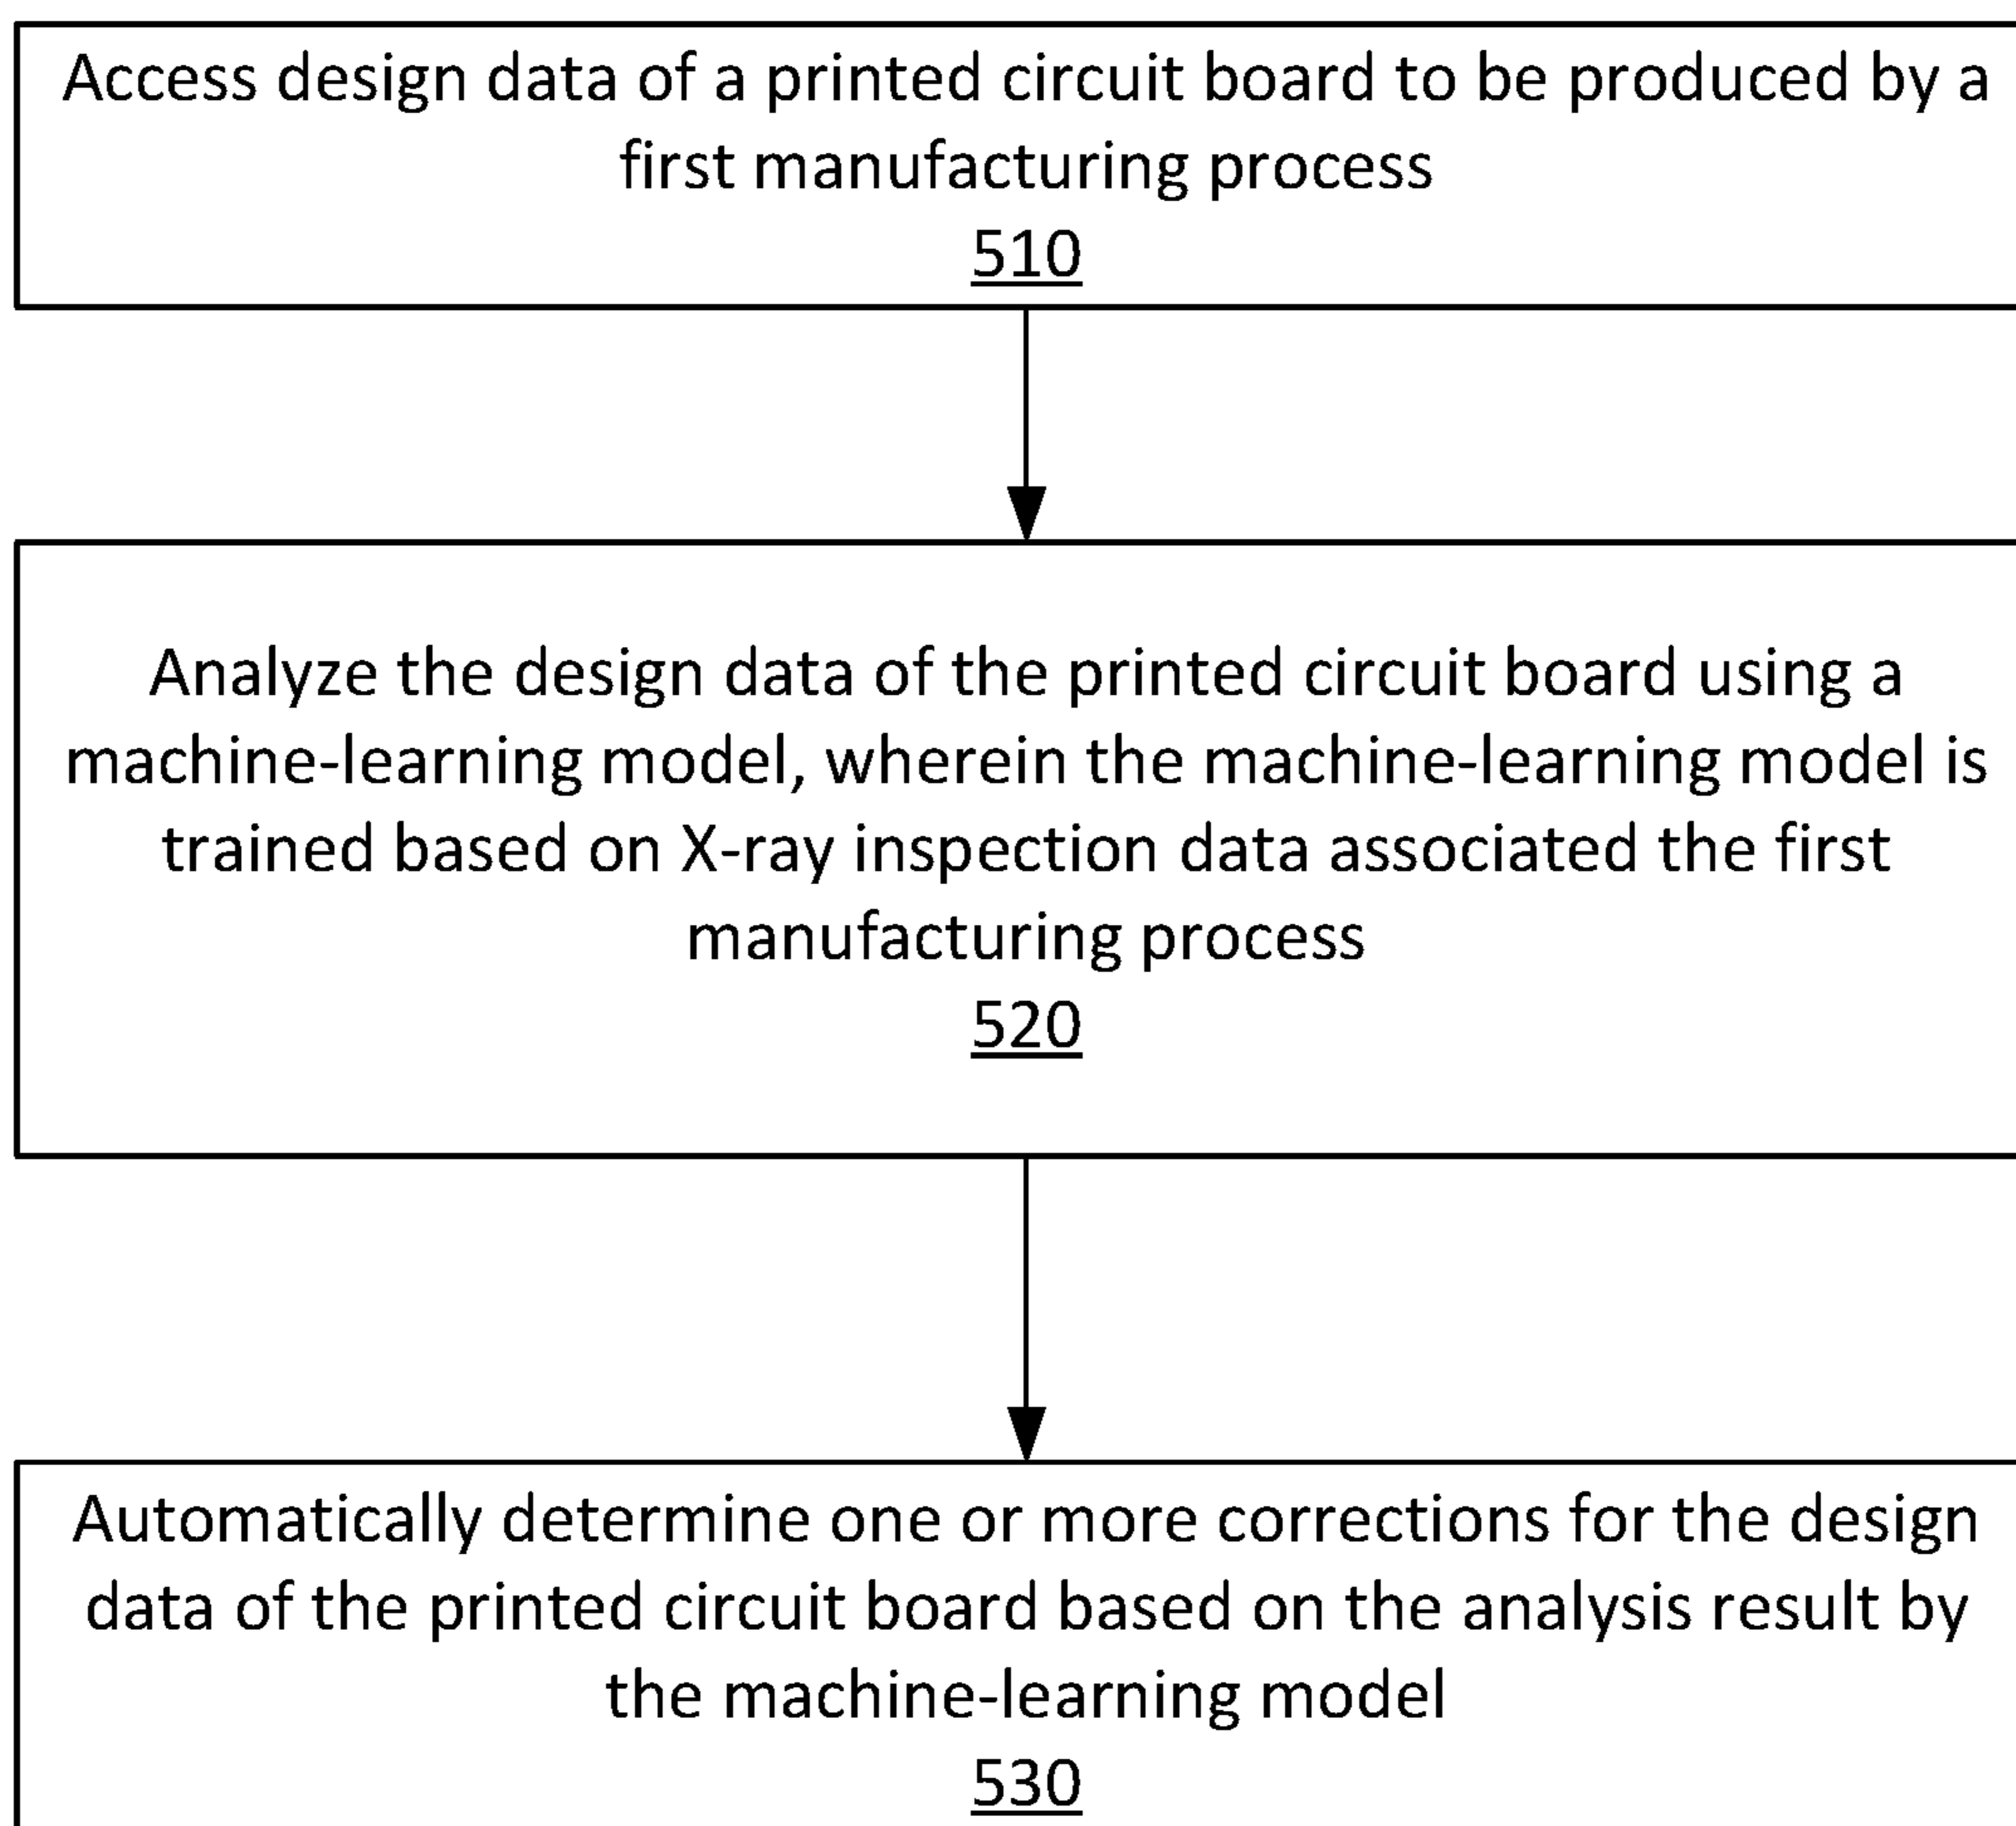 Access design data of a printed circuit board to be produced by a
first manufacturing process
510
Analyze the design data of the printed circuit board using a
machine-learning model, wherein the machine-learning model is
trained based on X-ray inspection data associated the first
manufacturing process
520
Automatically determine one or more corrections for the design
data of the printed circuit board based on the analysis result by
the machine-learning model
530